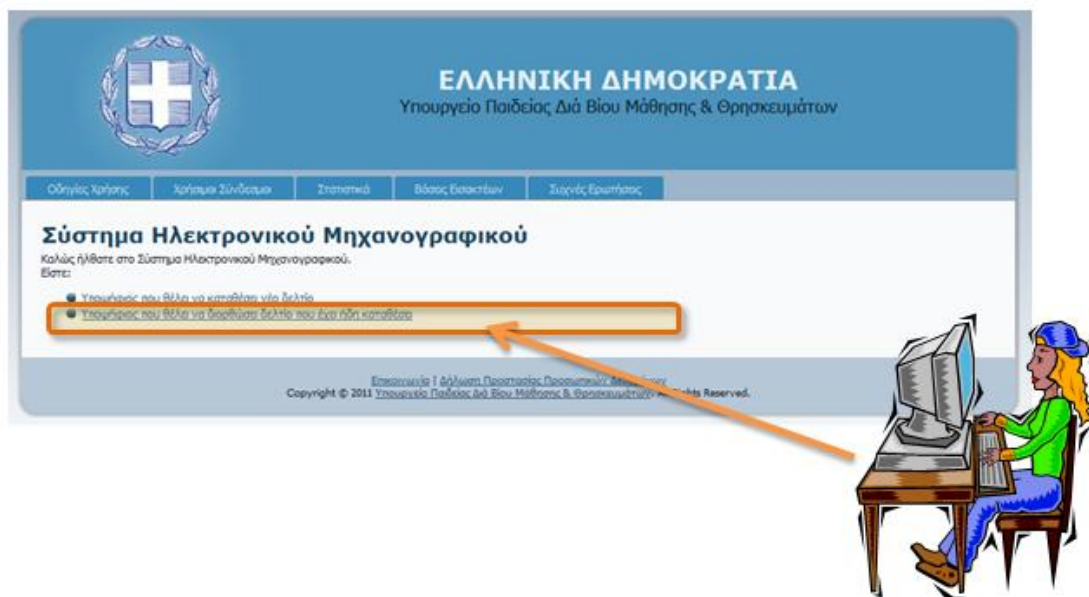 ΕΛΛΗΝΙΚΗ ΔΗΜΟΚΡΑΤΙΑ
Υπουργείο Παιδείας Διά Βίου Μάθησης & Θρησκευμάτων
Οδηγίες Χρήσης Χρήσιμοι Σύνδεσμοι Στατιστικά Βάσεις Εισακτέων Συχνές Ερωτήσεις
Σύστημα Ηλεκτρονικού Μηχανογραφικού
Καλώς ήλθατε στο Σύστημα Ηλεκτρονικού Μηχανογραφικού.
Είστε:
Υποψήφιος που θέλει να καταθέσει νέο δελτίο
Υποψήφιος που θέλει να διορθώσει δελτίο που έχει ήδη καταθέσει
Επικοινωνία | Δήλωση Προστασίας Προσωπικών Δεδομένων
Copyright © 2011 Υπουργείο Παιδείας Διά Βίου Μάθησης & Θρησκευμάτων. All Rights Reserved.